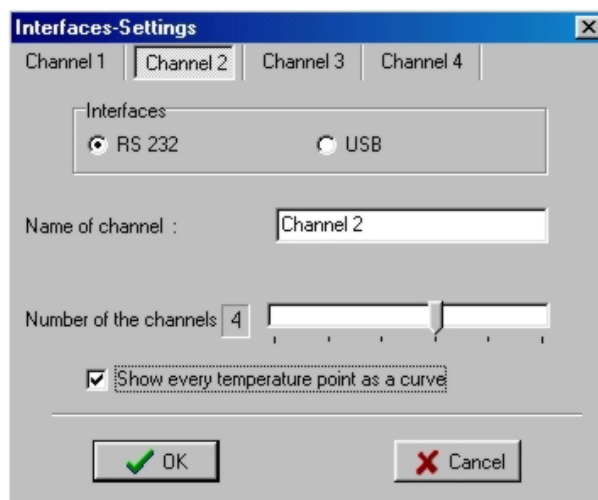 Interfaces-Settings
Channel 1 Channel 2 Channel 3 Channel 4
Interfaces
RS 232 USB
Name of channel : Channel 2
Number of the channels 4
Show every temperature point as a curve
OK Cancel